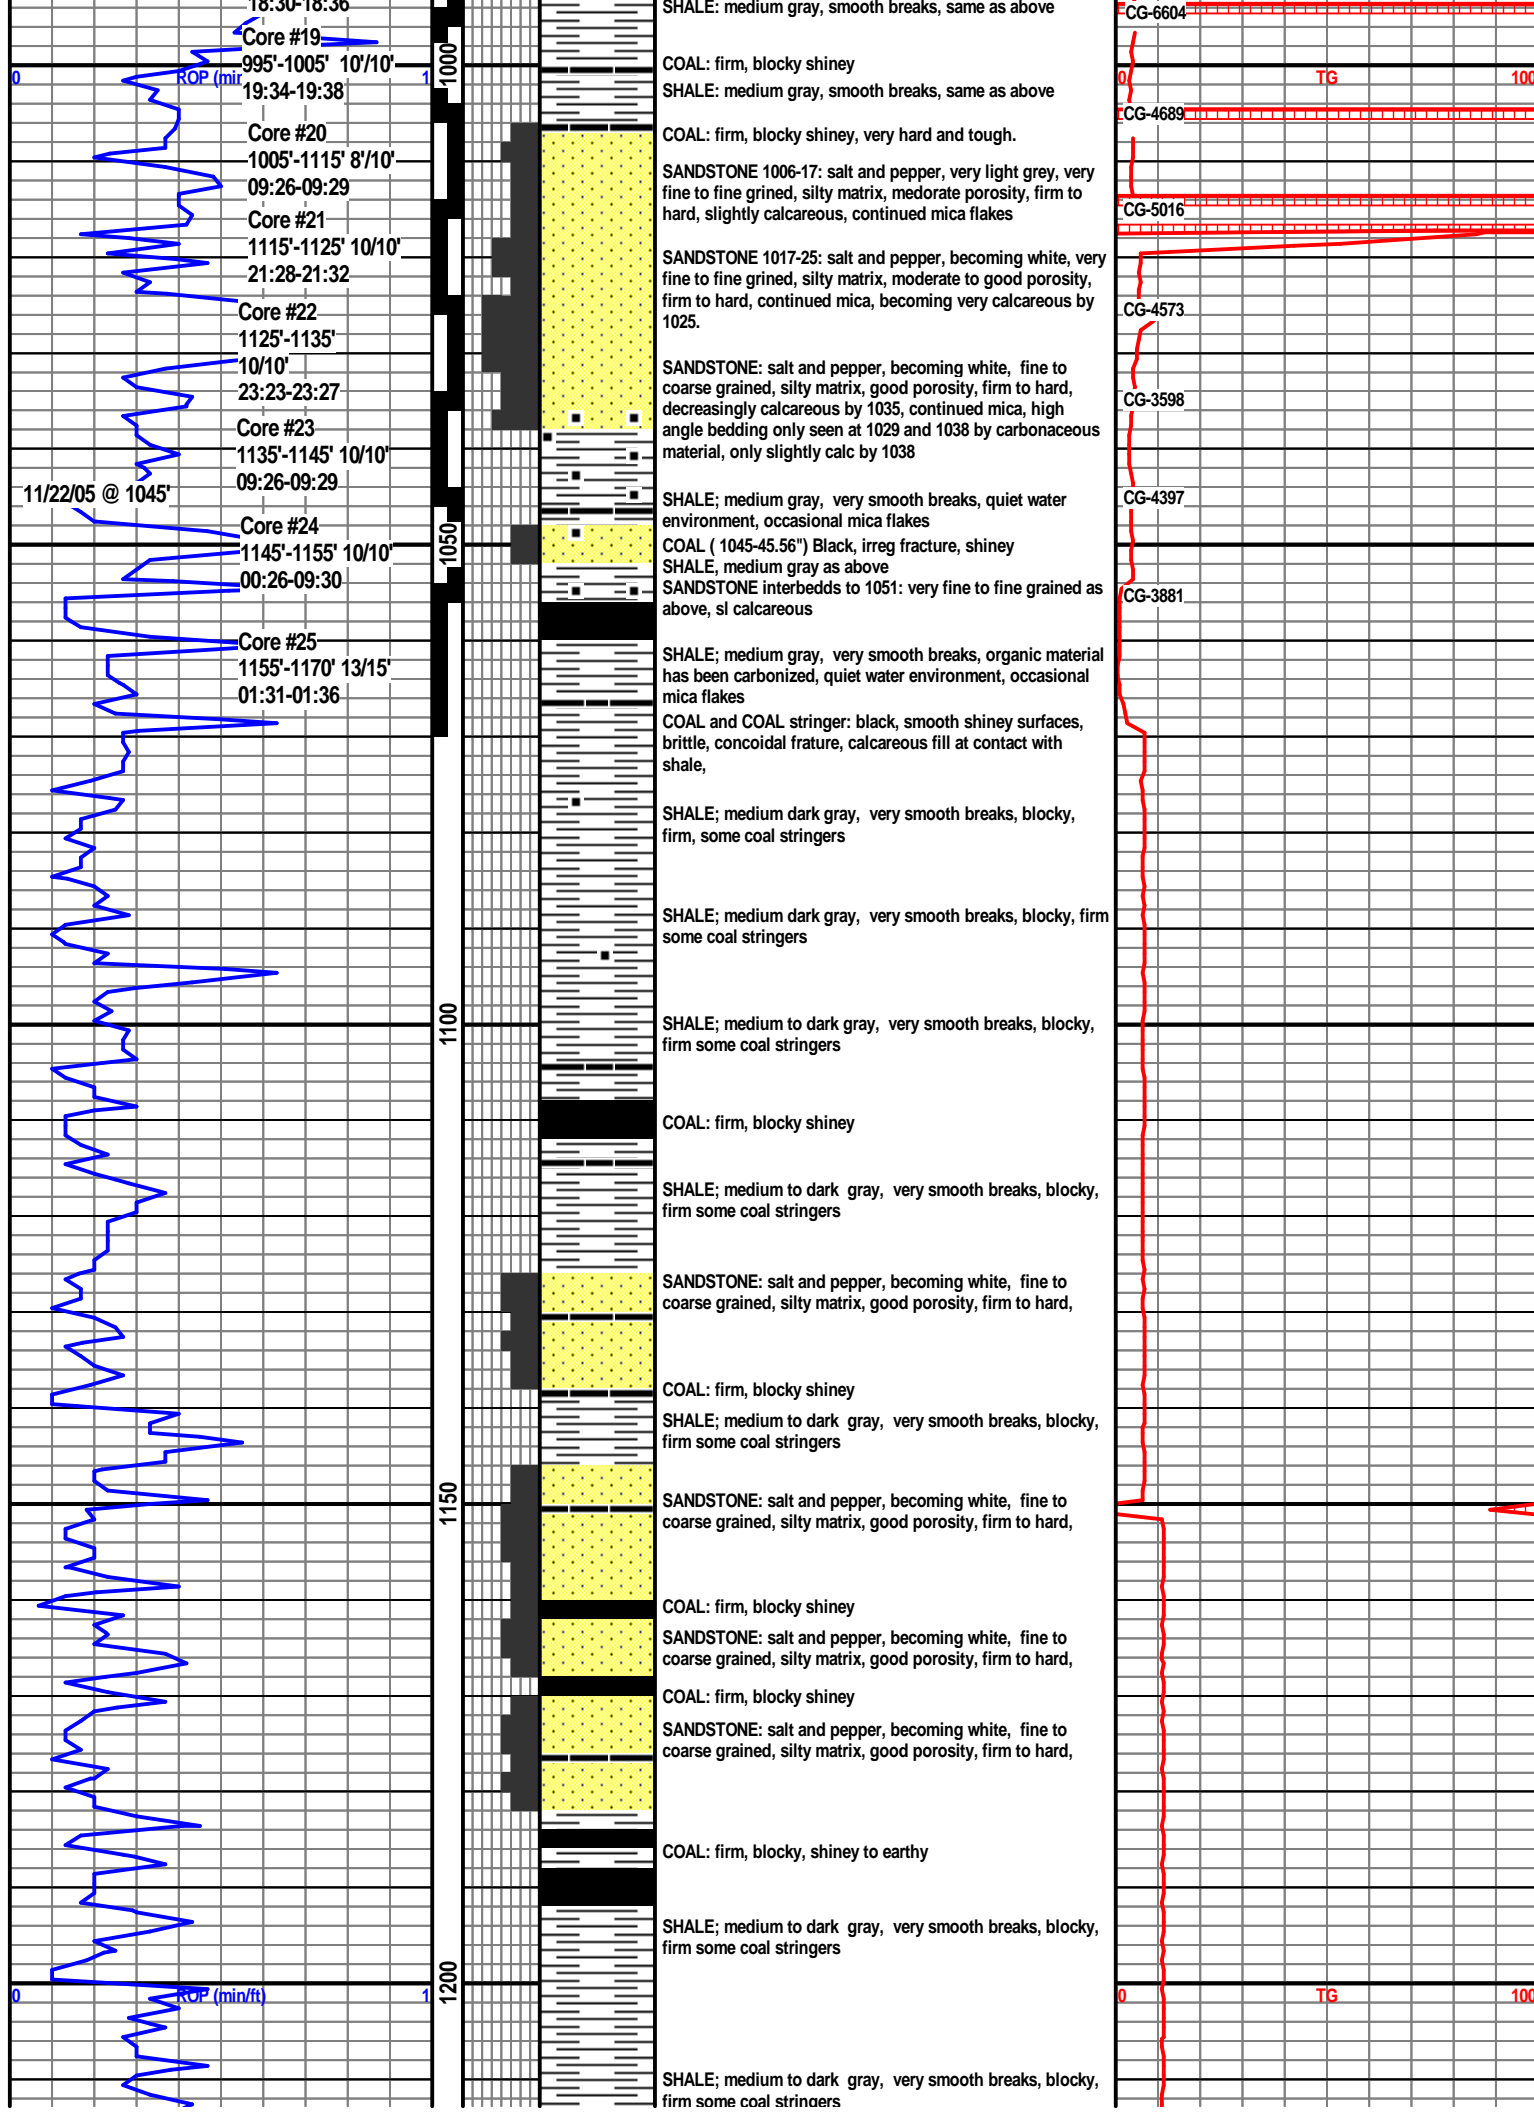 18:30-18:36
Core #19
995'-1005' 10'/10'
19:34-19:38
Core #20
1005'-1115' 8'/10'
09:26-09:29
Core #21
1115'-1125' 10/10'
21:28-21:32
Core #22
1125'-1135'
10/10'
23:23-23:27
Core #23
1135'-1145' 10/10'
09:26-09:29
11/22/05 @ 1045'
Core #24
1145'-1155' 10/10'
00:26-09:30
Core #25
1155'-1170' 13/15'
01:31-01:36
0 ROP (min 1
0 ROP (min/ft) 1
1000
1050
1100
1150
1200
SHALE: medium gray, smooth breaks, same as above
COAL: firm, blocky shiney
SHALE: medium gray, smooth breaks, same as above
COAL: firm, blocky shiney, very hard and tough.
SANDSTONE 1006-17: salt and pepper, very light grey, very
fine to fine grined, silty matrix, medorate porosity, firm to
hard, slightly calcareous, continued mica flakes
SANDSTONE 1017-25: salt and pepper, becoming white, very
fine to fine grined, silty matrix, moderate to good porosity,
firm to hard, continued mica, becoming very calcareous by
1025.
SANDSTONE: salt and pepper, becoming white, fine to
coarse grained, silty matrix, good porosity, firm to hard,
decreasingly calcareous by 1035, continued mica, high
angle bedding only seen at 1029 and 1038 by carbonaceous
material, only slightly calc by 1038
SHALE; medium gray, very smooth breaks, quiet water
environment, occasional mica flakes
COAL ( 1045-45.56") Black, irreg fracture, shiney
SHALE, medium gray as above
SANDSTONE interbedds to 1051: very fine to fine grained as
above, sl calcareous
SHALE; medium gray, very smooth breaks, organic material
has been carbonized, quiet water environment, occasional
mica flakes
COAL and COAL stringer: black, smooth shiney surfaces,
brittle, concoidal frature, calcareous fill at contact with
shale,
SHALE; medium dark gray, very smooth breaks, blocky,
firm, some coal stringers
SHALE; medium dark gray, very smooth breaks, blocky, firm
some coal stringers
SHALE; medium to dark gray, very smooth breaks, blocky,
firm some coal stringers
COAL: firm, blocky shiney
SHALE; medium to dark gray, very smooth breaks, blocky,
firm some coal stringers
SANDSTONE: salt and pepper, becoming white, fine to
coarse grained, silty matrix, good porosity, firm to hard,
COAL: firm, blocky shiney
SHALE; medium to dark gray, very smooth breaks, blocky,
firm some coal stringers
SANDSTONE: salt and pepper, becoming white, fine to
coarse grained, silty matrix, good porosity, firm to hard,
COAL: firm, blocky shiney
SANDSTONE: salt and pepper, becoming white, fine to
coarse grained, silty matrix, good porosity, firm to hard,
COAL: firm, blocky shiney
SANDSTONE: salt and pepper, becoming white, fine to
coarse grained, silty matrix, good porosity, firm to hard,
COAL: firm, blocky, shiney to earthy
SHALE; medium to dark gray, very smooth breaks, blocky,
firm some coal stringers
SHALE; medium to dark gray, very smooth breaks, blocky,
firm some coal stringers
CG-6604
0 TG 100
CG-4689
CG-5016
CG-4573
CG-3598
CG-4397
CG-3881
0 TG 100